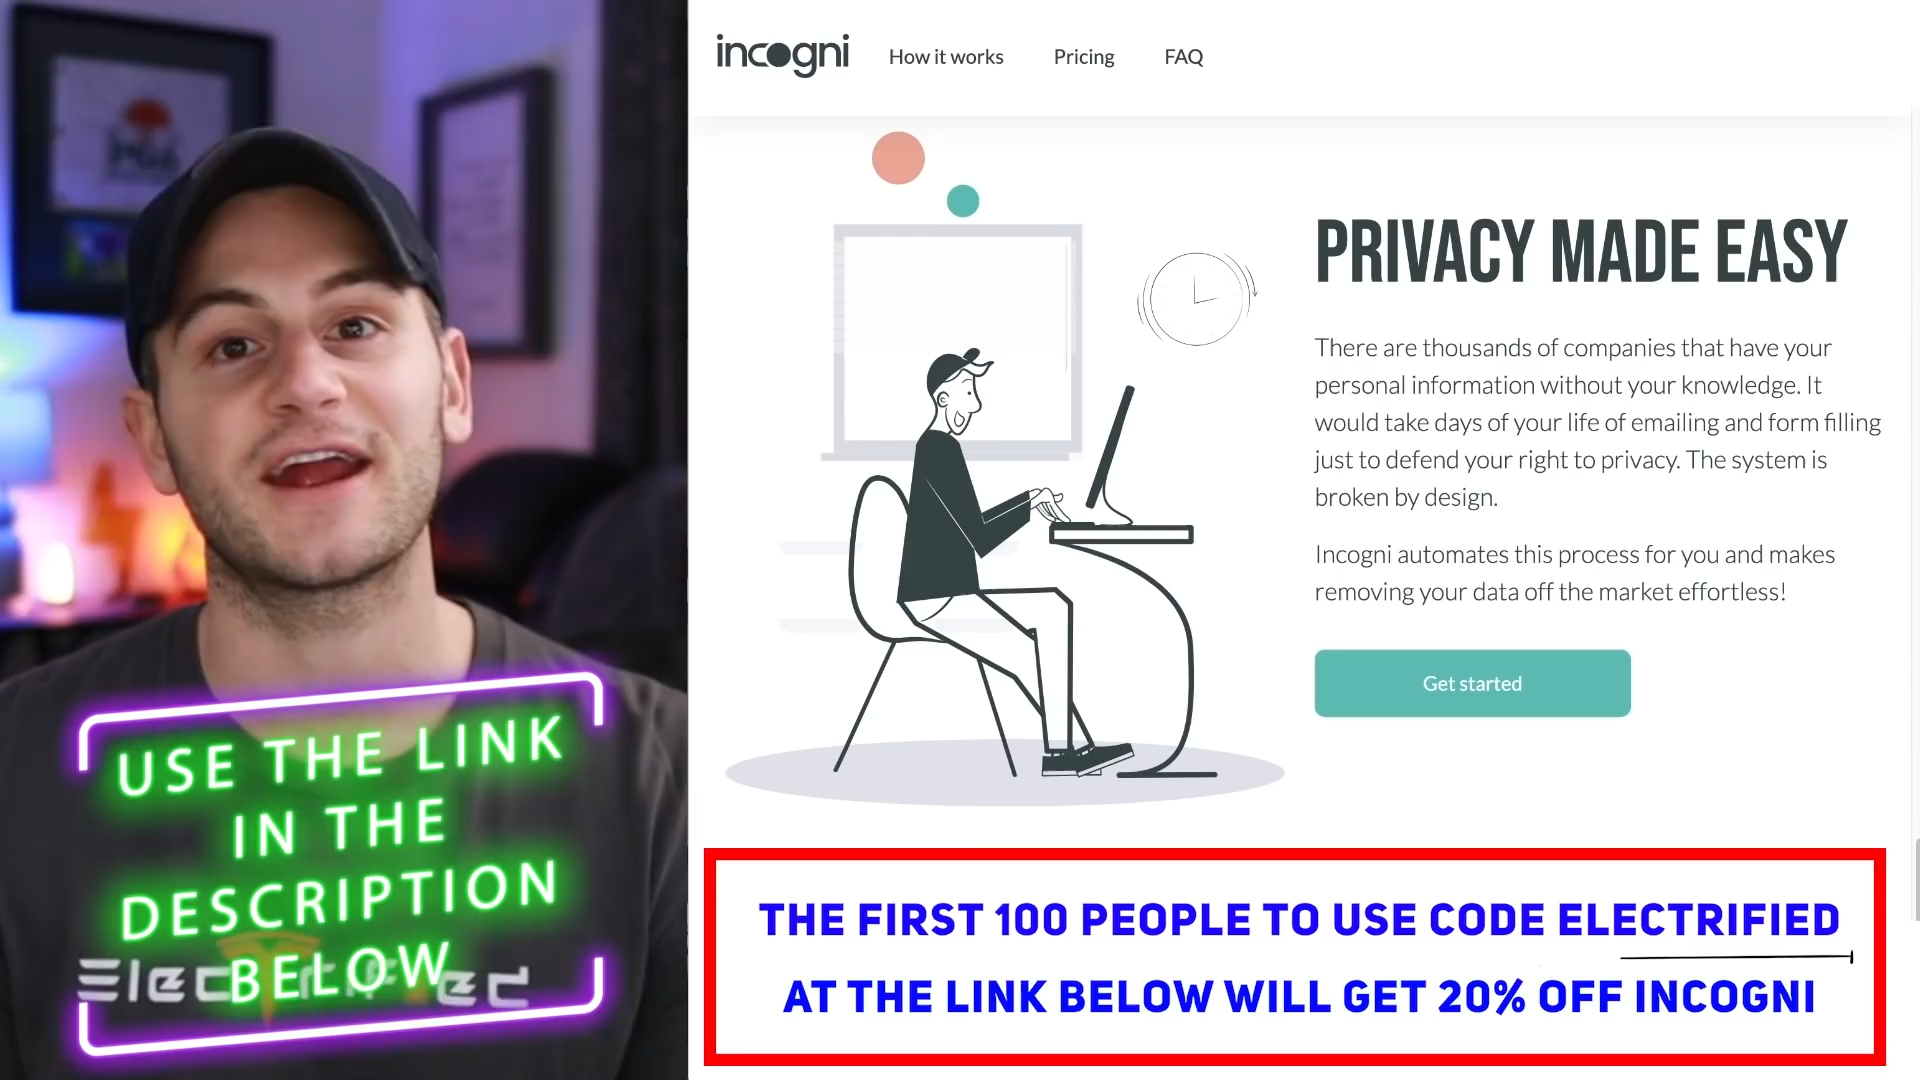 incogni
How it works
Pricing
FAQ
PRIVACY MADE EASY
There are thousands of companies that have your
personal information without your knowledge. It
would take days of your life of emailing and form filling
just to defend your right to privacy. The system is
broken by design.
Incogni automates this process for you and makes
removing your data off the market effortless!
Get started
USE THE LINK
IN THE
DESCRIPTION
BELOW
THE FIRST 100 PEOPLE TO USE CODE ELECTRIFIED
AT THE LINK BELOW WILL GET 20% OFF INCOGNI